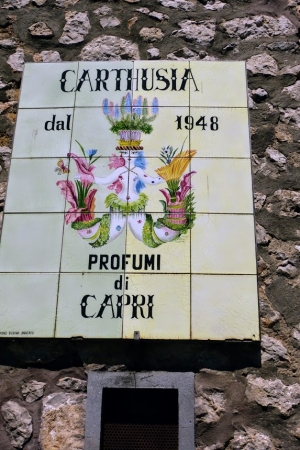 CARTHUSIA
dal 1948
PROFUMI
di
CAPRI